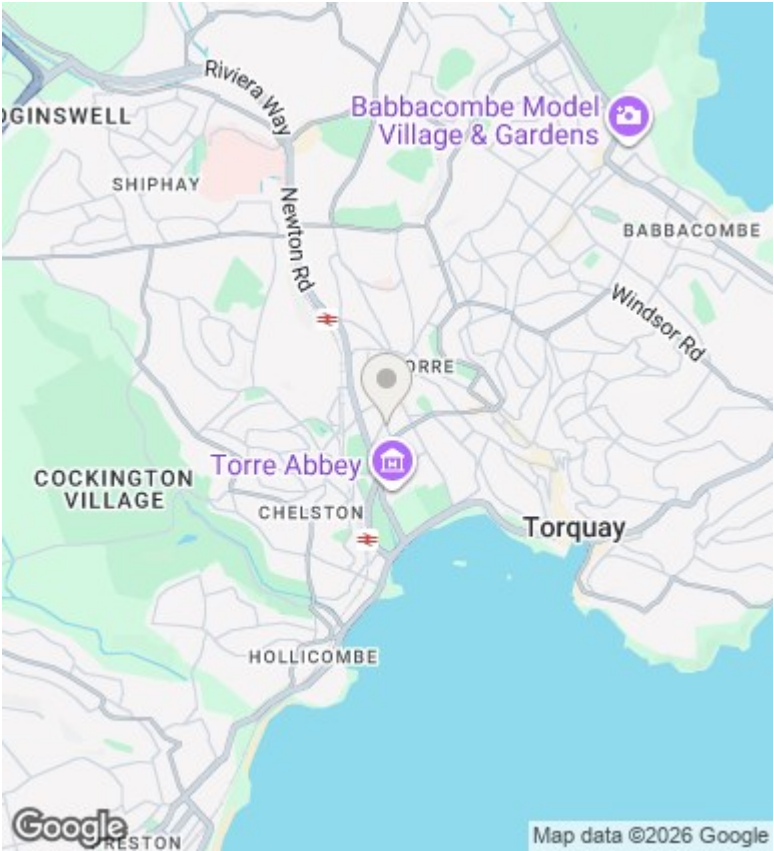 Riviera Way
OGINSWELL
Babbacombe Model
Village & Gardens
SHIPHAY
Newton Rd
BABBACOMBE
Windsor Rd
ORRE
Torre Abbey
COCKINGTON
VILLAGE
CHELSTON
Torquay
HOLLICOMBE
Google
RESTON
Map data ©2026 Google